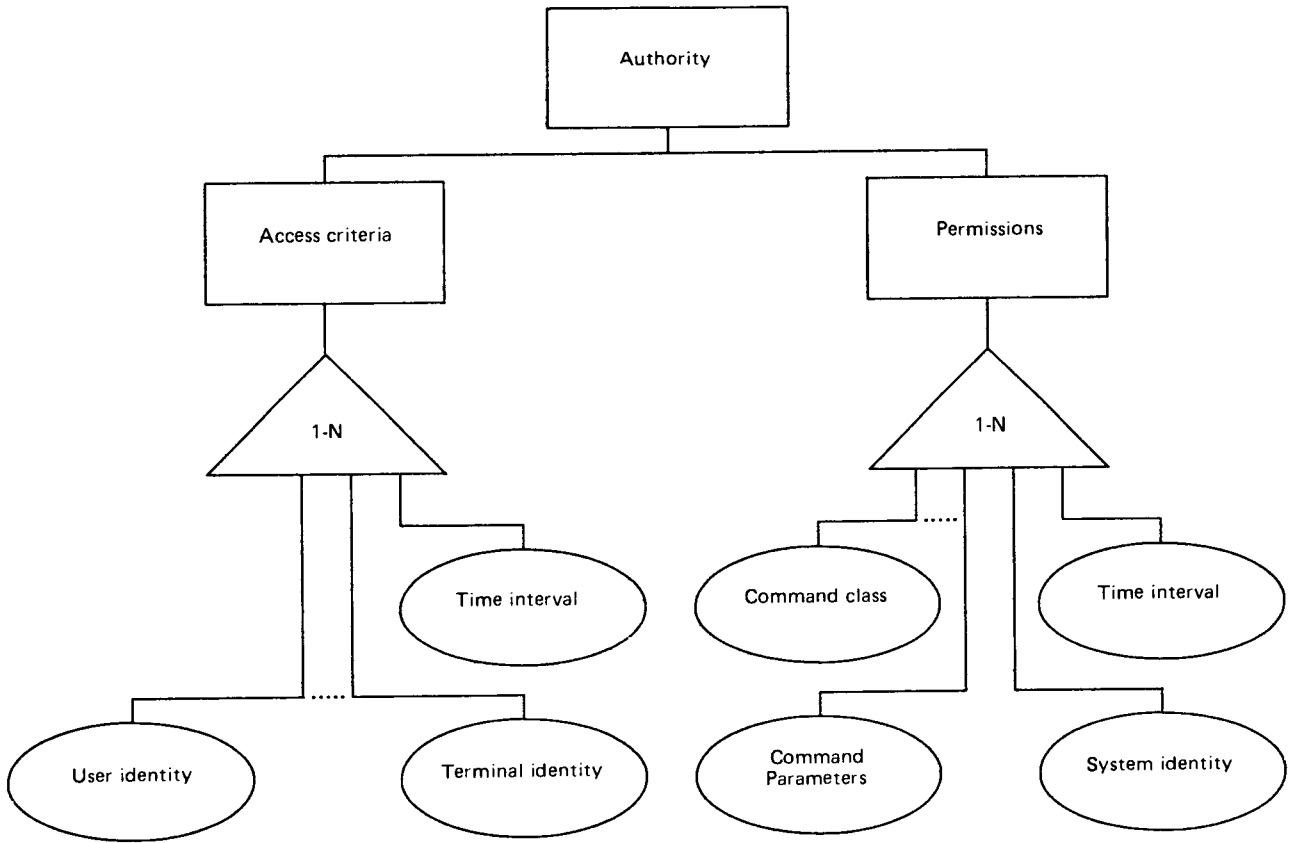 Authority
Access criteria
Permissions
1-N
1-N
Time interval
Command class
Time interval
User identity
Terminal identity
Command
Parameters
System identity